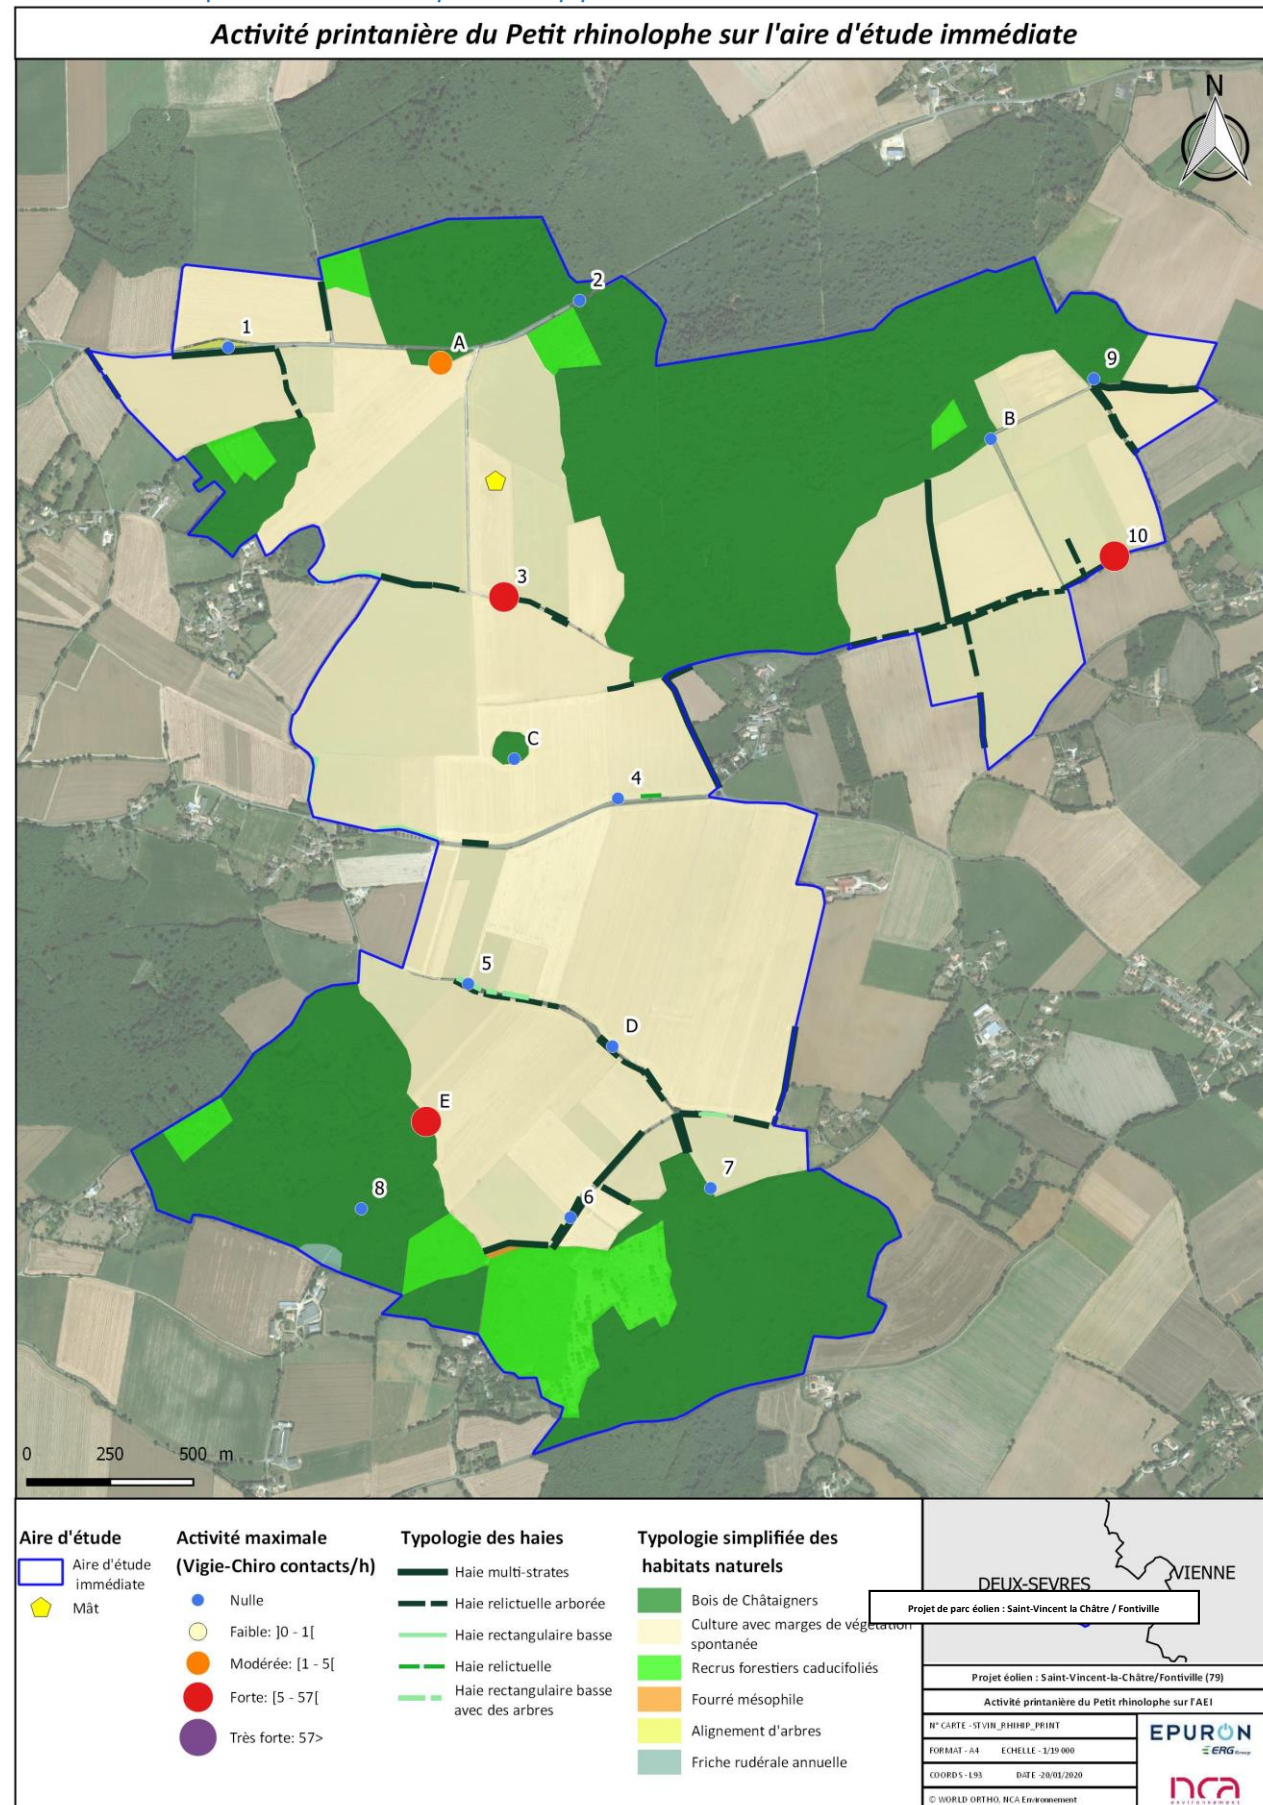 Activité printanière du Petit rhinolophe sur l'aire d'étude immédiate
N
2
1
A
9
B
10
3
C
4
5
D
E
7
8
6
0 250 500 m
Aire d'étude
Aire d'étude
immédiate
Mât
Activité maximale
(Vigie-Chiro contacts/h)
Nulle
Faible: ]0 - 1[
Modérée: [1 - 5[
Forte: [5 - 57[
Très forte: 57>
Typologie des haies
Haie multi-strates
Haie relictuelle arborée
Haie rectangulaire basse
Haie relictuelle
Haie rectangulaire basse
avec des arbres
Typologie simplifiée des
habitats naturels
Bois de Châtaigners
Culture avec marges de végétation
spontanée
Recrus forestiers caducifoliés
Fourré mésophile
Alignement d'arbres
Friche rudérale annuelle
DEUX-SEVRES
VIENNE
Projet de parc éolien : Saint-Vincent la Châtre / Fontiville
Projet éolien : Saint-Vincent-la-Châtre/Fontiville (79)
Activité printanière du Petit rhinolophe sur l'AEI
N° CARTE - STVIN_RHIHIP_PRINT
FORMAT - A4 ECHELLE - 1/19 000
COORDS - L93 DATE - 20/01/2020
© WORLD ORTHO, NCA Environnement
EPURON
ERG Group
nca
environnement